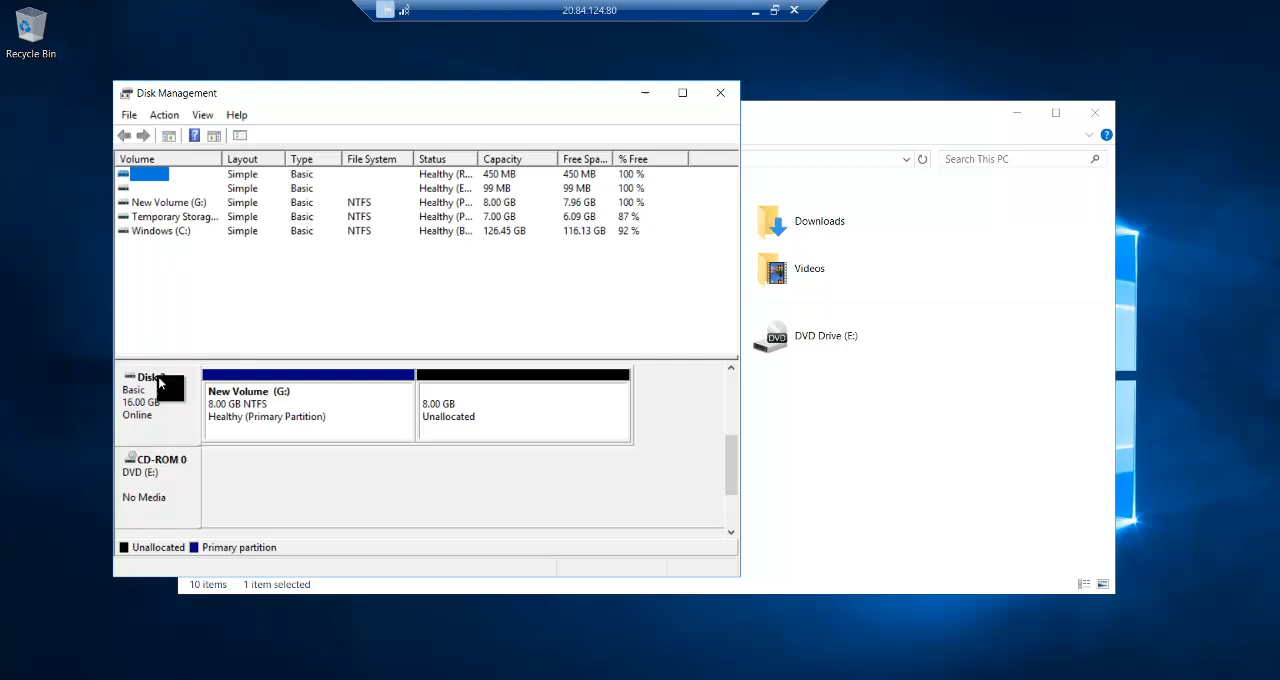 20.84.124.80
Recycle Bin
Disk Management
File Action View Help
Volume Layout Type File System Status Capacity Free Spa... % Free
Simple Basic Healthy (R... 450 MB 450 MB 100 %
Simple Basic Healthy (E... 99 MB 99 MB 100 %
New Volume (G:) Simple Basic NTFS Healthy (P... 8.00 GB 7.96 GB 100 %
Temporary Storag... Simple Basic NTFS Healthy (P... 7.00 GB 6.09 GB 87 %
Windows (C:) Simple Basic NTFS Healthy (B... 126.45 GB 116.13 GB 92 %
Search This PC
Downloads
Videos
DVD Drive (E:)
Disk
Basic
16.00 GB
Online
New Volume (G:)
8.00 GB NTFS
Healthy (Primary Partition)
8.00 GB
Unallocated
CD-ROM 0
DVD (E:)
No Media
Unallocated Primary partition
10 items 1 item selected